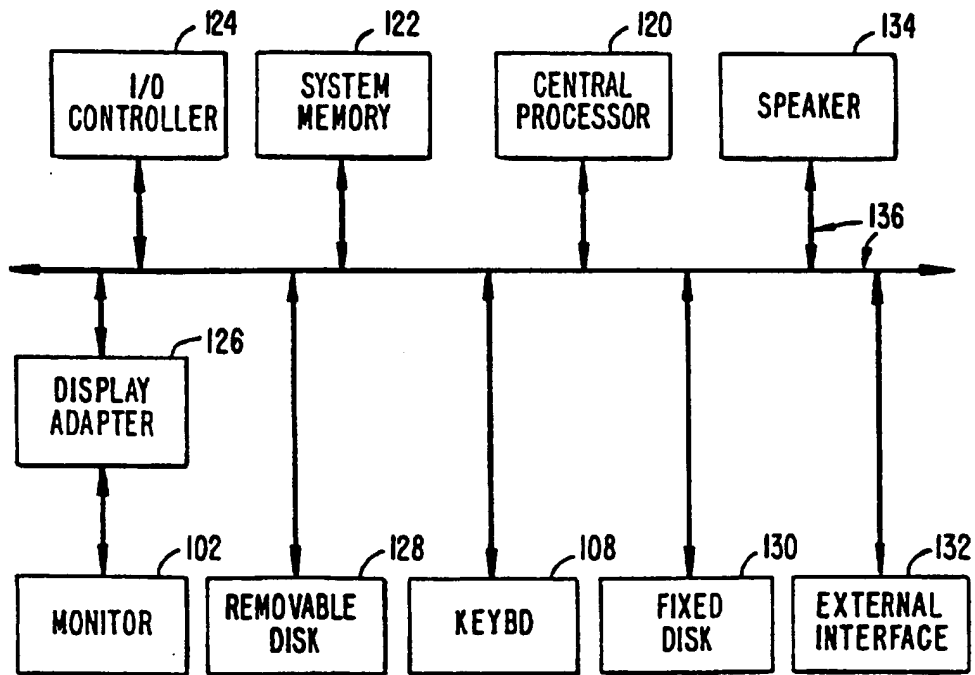 124
I/O
CONTROLLER
122
SYSTEM
MEMORY
120
CENTRAL
PROCESSOR
134
SPEAKER
136
126
DISPLAY
ADAPTER
102
MONITOR
128
REMOVABLE
DISK
108
KEYBD
130
FIXED
DISK
132
EXTERNAL
INTERFACE